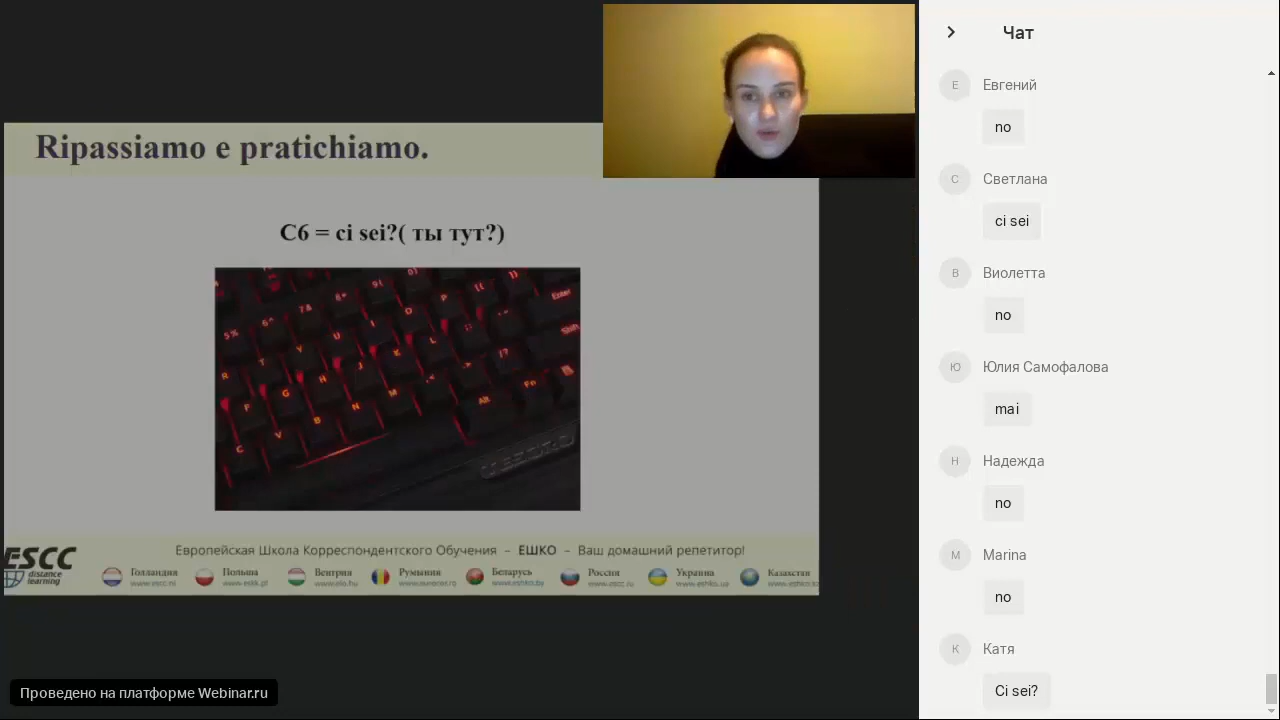 Ripassiamo e pratichiamo.
C6 = ci sei?( ты тут?)
ESCC
distance
learning
Европейская Школа Корреспондентского Обучения – ЕШКО – Ваш домашний репетитор!
Голландия
Польша
Венгрия
Румыния
Беларусь
Россия
Украина
Казахстан
Проведено на платформе Webinar.ru
Чат
Е
Евгений
no
С
Светлана
ci sei
В
Виолетта
no
Ю
Юлия Самофалова
mai
Н
Надежда
no
M
Marina
no
К
Катя
Ci sei?